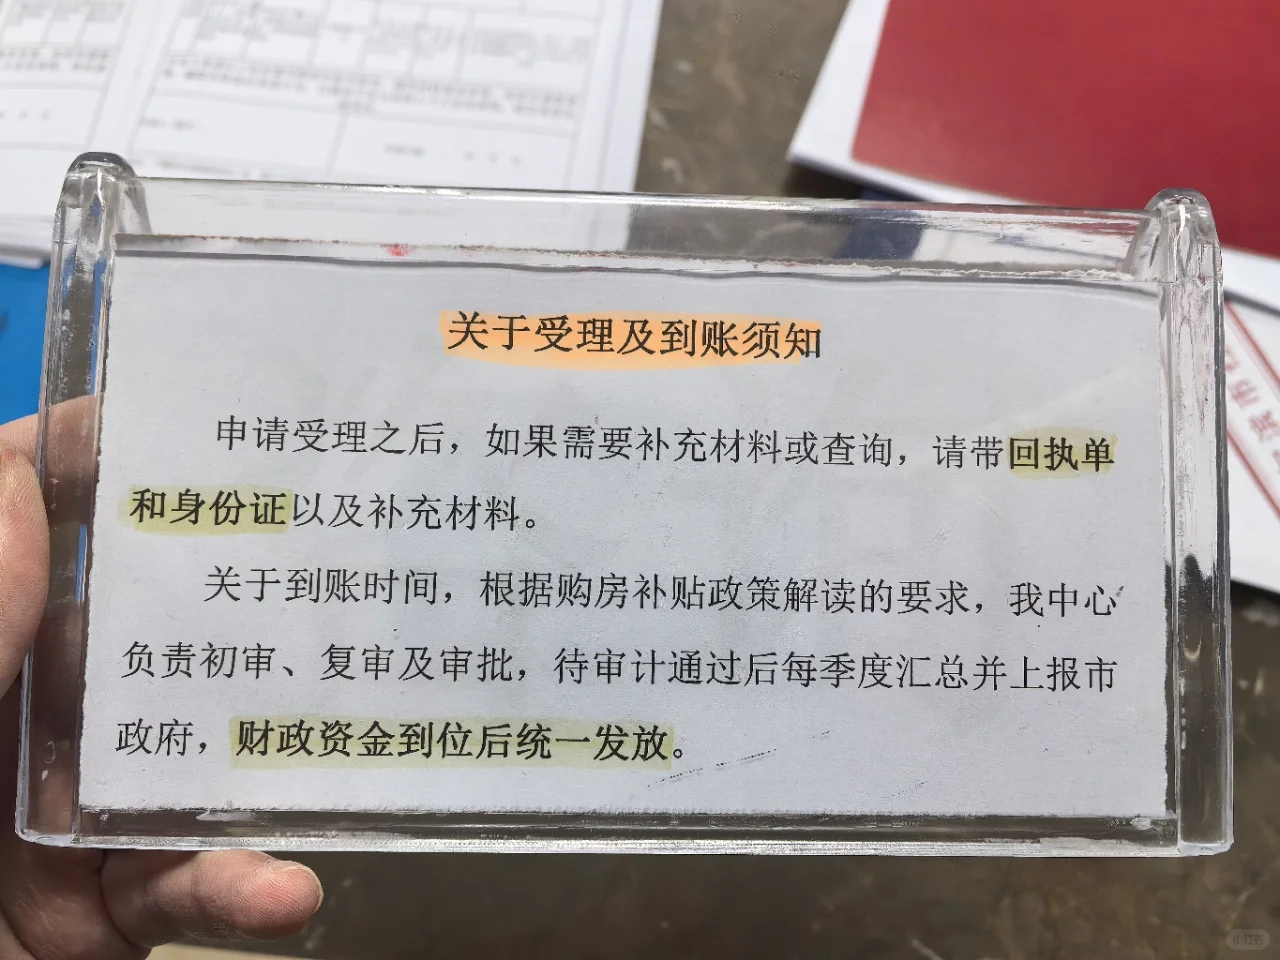 关于受理及到账须知
申请受理之后，如果需要补充材料或查询，请带回执单
和身份证以及补充材料。
关于到账时间，根据购房补贴政策解读的要求，我中心
负责初审、复审及审批，待审计通过后每季度汇总并上报市
政府，财政资金到位后统一发放。
小红书